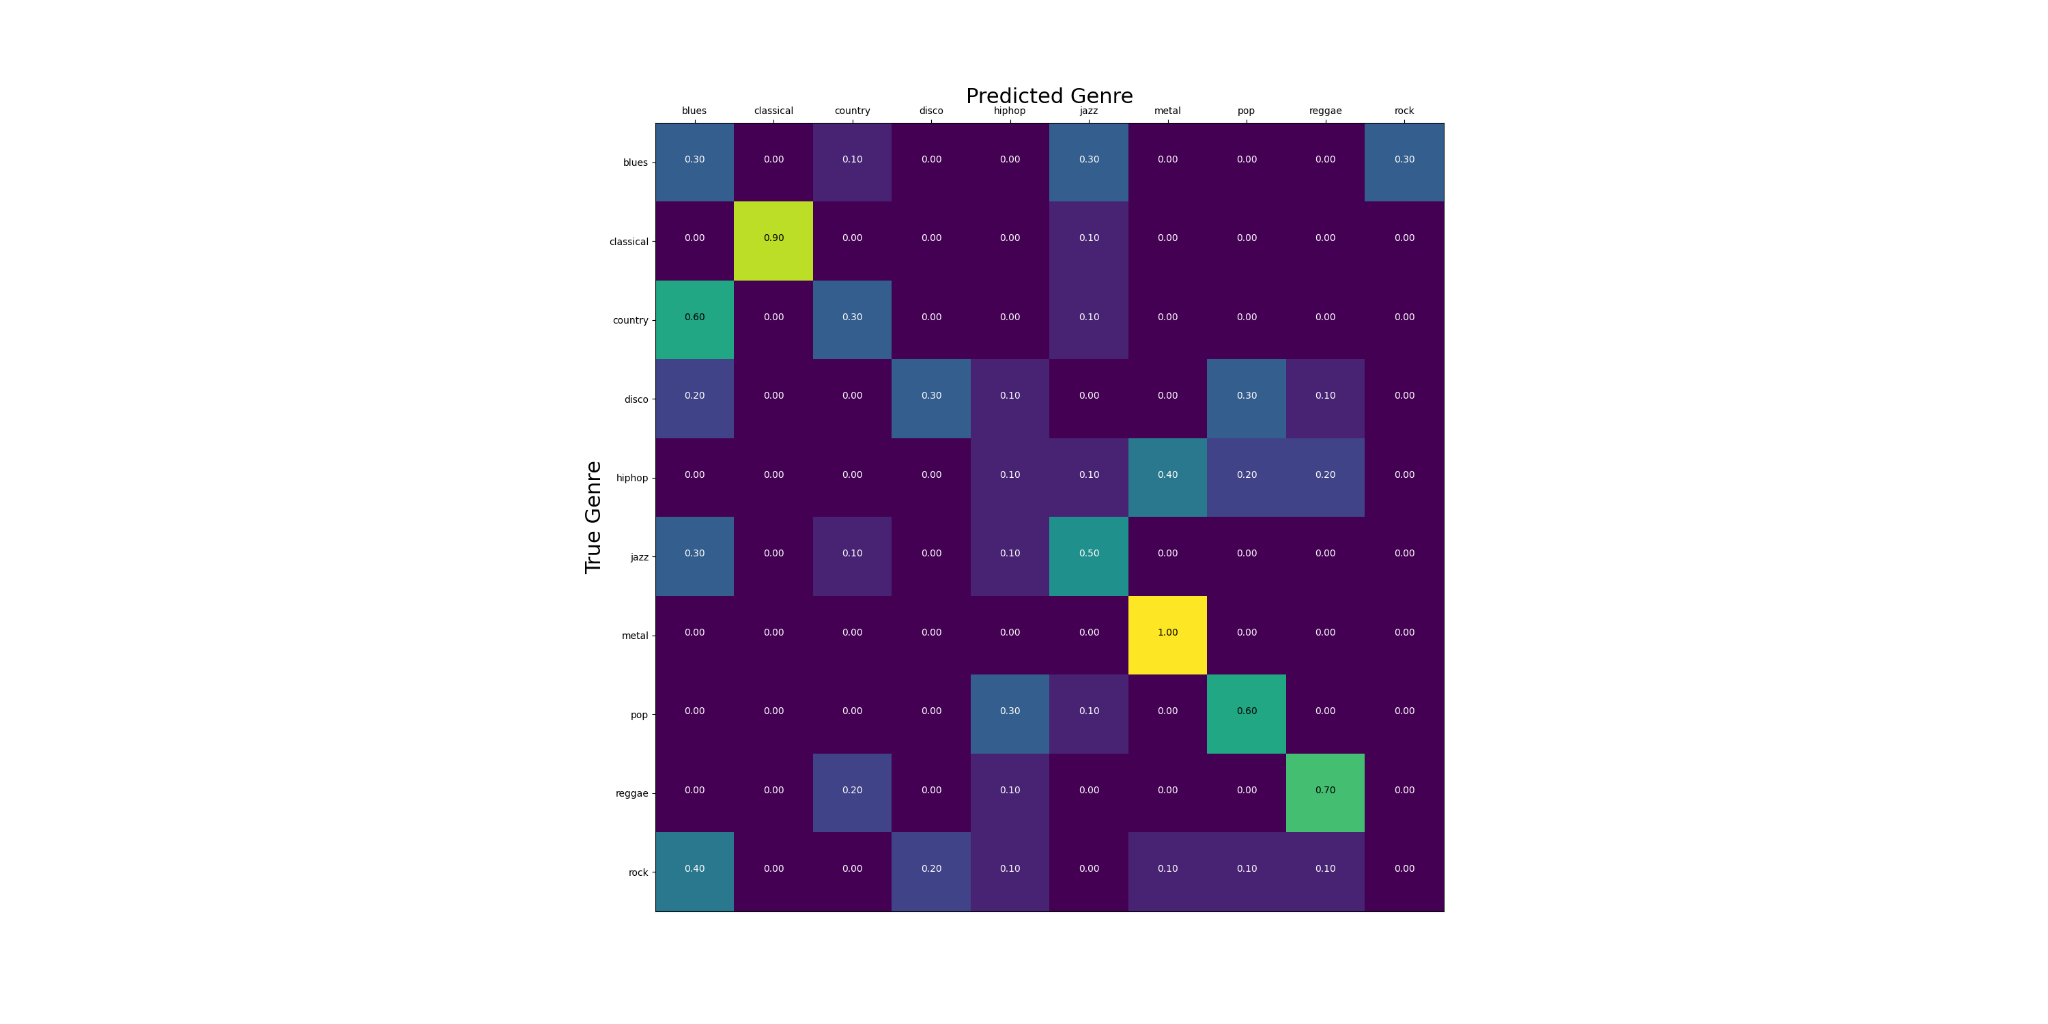 Predicted Genre
blues classical country disco hiphop jazz metal pop reggae rock
blues 0.30 0.00 0.10 0.00 0.00 0.30 0.00 0.00 0.00 0.30
classical 0.00 0.90 0.00 0.00 0.00 0.10 0.00 0.00 0.00 0.00
country 0.60 0.00 0.30 0.00 0.00 0.10 0.00 0.00 0.00 0.00
disco 0.20 0.00 0.00 0.30 0.10 0.00 0.00 0.30 0.10 0.00
hiphop 0.00 0.00 0.00 0.00 0.10 0.10 0.40 0.20 0.20 0.00
True Genre
jazz 0.30 0.00 0.10 0.00 0.10 0.50 0.00 0.00 0.00 0.00
metal 0.00 0.00 0.00 0.00 0.00 0.00 1.00 0.00 0.00 0.00
pop 0.00 0.00 0.00 0.00 0.30 0.10 0.00 0.60 0.00 0.00
reggae 0.00 0.00 0.20 0.00 0.10 0.00 0.00 0.00 0.70 0.00
rock 0.40 0.00 0.00 0.20 0.10 0.00 0.10 0.10 0.10 0.00